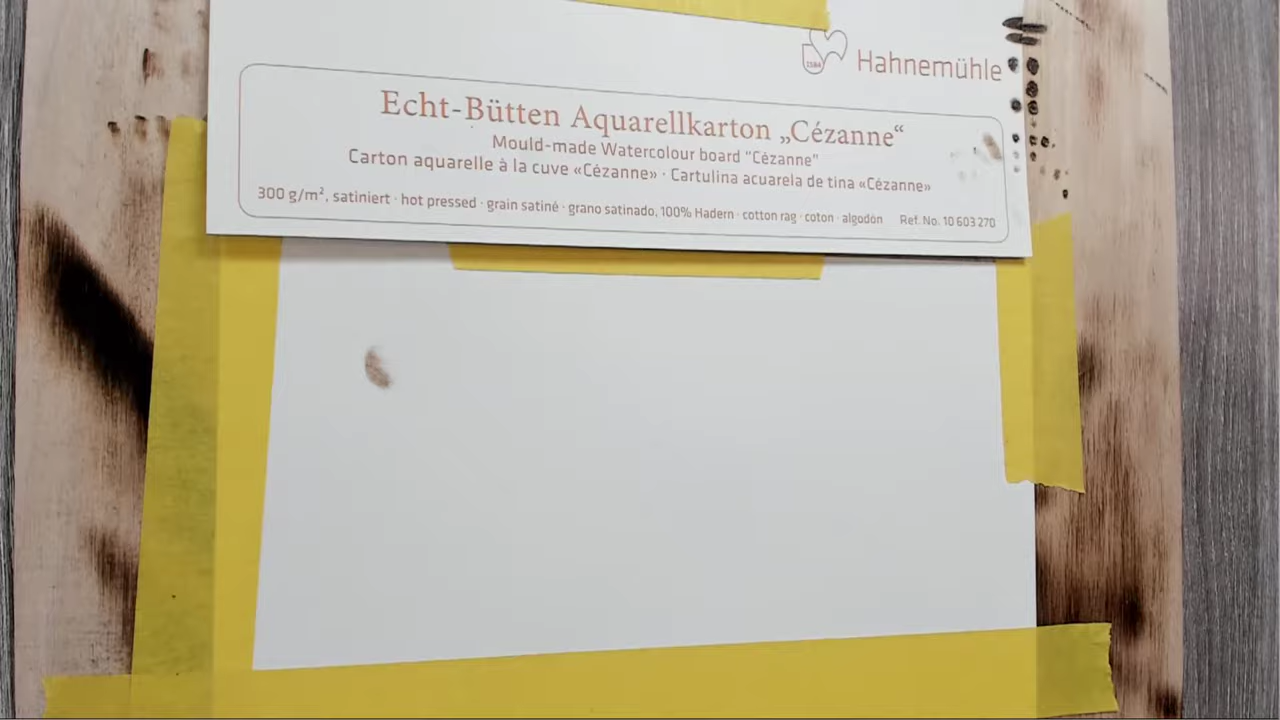 1584
Hahnemühle
Echt-Bütten Aquarellkarton „Cézanne“
Mould-made Watercolour board "Cézanne"
Carton aquarelle à la cuve «Cézanne» · Cartulina acuarela de tina «Cézanne»
300 g/m², satiniert · hot pressed · grain satiné · grano satinado, 100% Hadern · cotton rag · coton · algodón Ref. No. 10 603 270